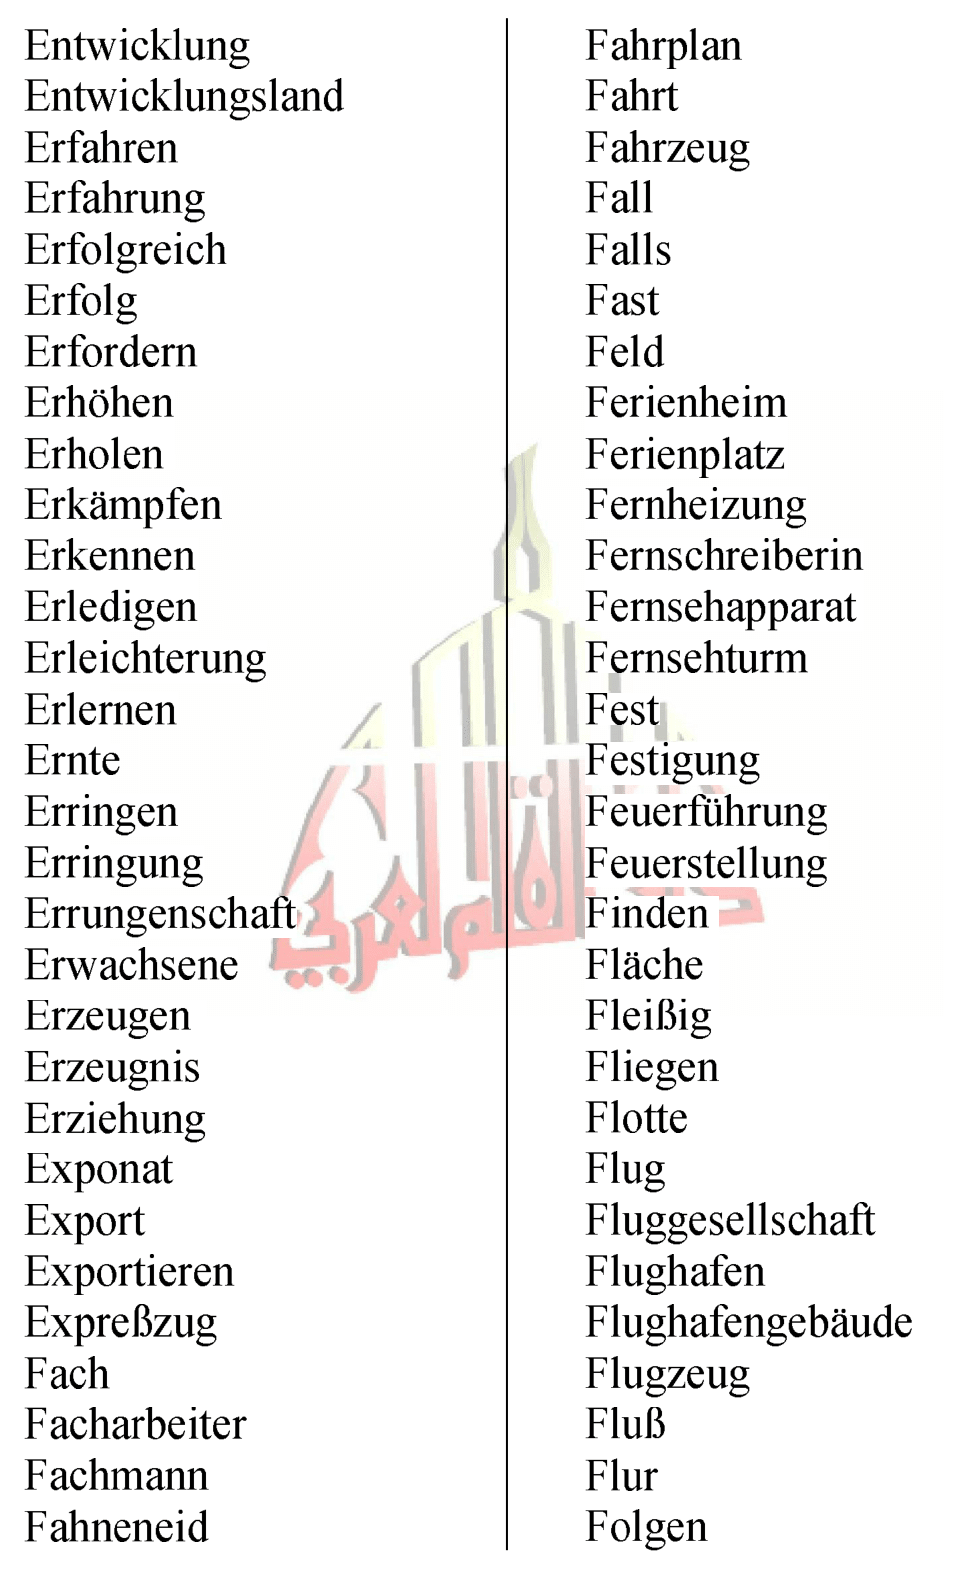 Entwicklung
Entwicklungsland
Erfahren
Erfahrung
Erfolgreich
Erfolg
Erfordern
Erhöhen
Erholen
Erkämpfen
Erkennen
Erledigen
Erleichterung
Erlernen
Ernte
Erringen
Erringung
Errungenschaft
Erwachsene
Erzeugen
Erzeugnis
Erziehung
Exponat
Export
Exportieren
Expreßzug
Fach
Facharbeiter
Fachmann
Fahneneid
Fahrplan
Fahrt
Fahrzeug
Fall
Falls
Fast
Feld
Ferienheim
Ferienplatz
Fernheizung
Fernschreiberin
Fernsehapparat
Fernsehturm
Fest
Festigung
Feuerführung
Feuerstellung
Finden
Fläche
Fleißig
Fliegen
Flotte
Flug
Fluggesellschaft
Flughafen
Flughafengebäude
Flugzeug
Fluß
Flur
Folgen